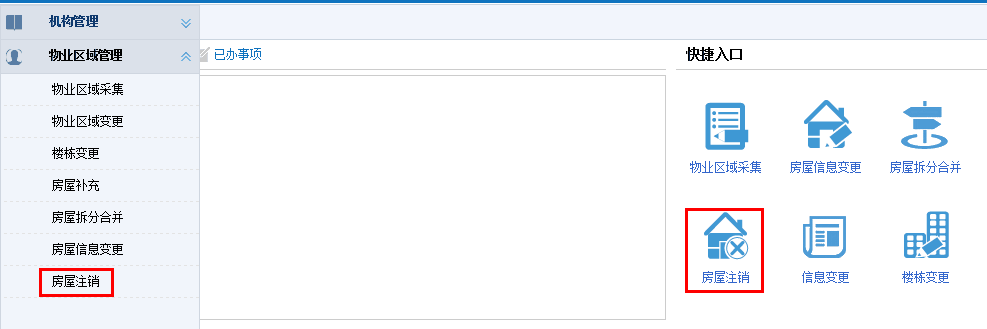 机构管理
物业区域管理
物业区域采集
物业区域变更
楼栋变更
房屋补充
房屋拆分合并
房屋信息变更
房屋注销
已办事项
快捷入口
物业区域采集
房屋信息变更
房屋拆分合并
房屋注销
信息变更
楼栋变更